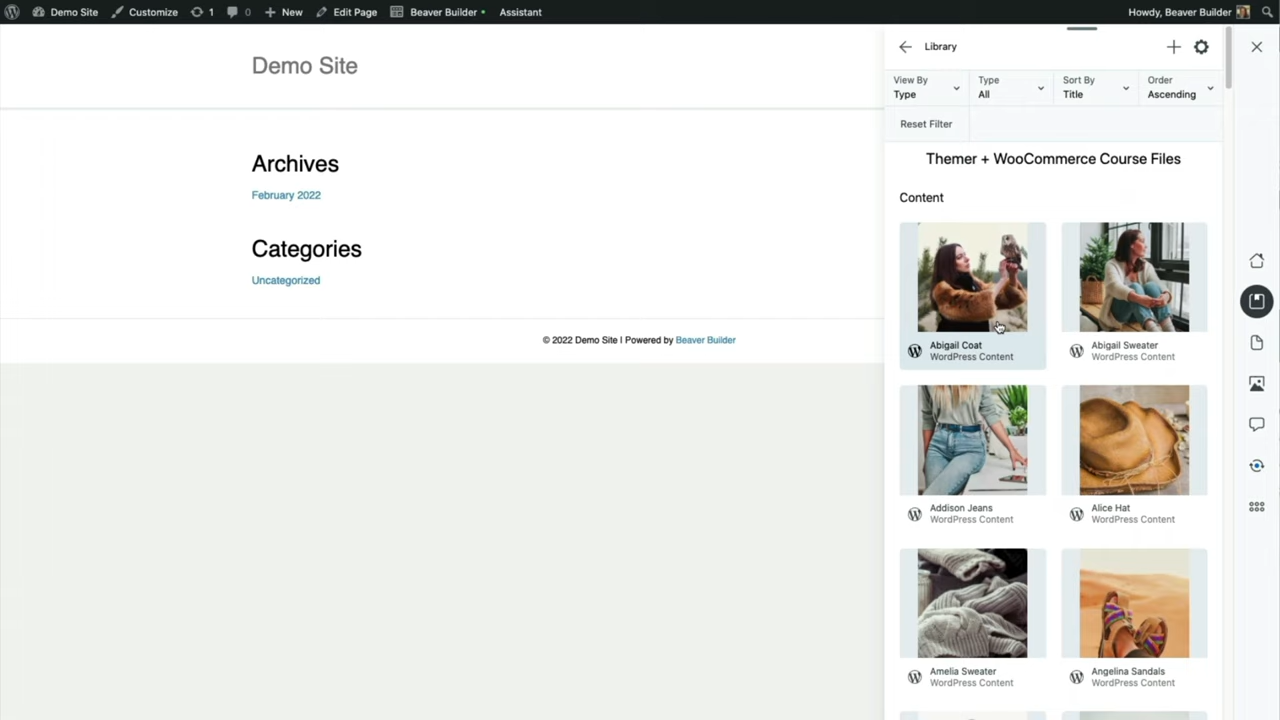 Demo Site
Customize
1
0
New
Edit Page
Beaver Builder
Assistant
Howdy, Beaver Builder
Demo Site
Archives
February 2022
Categories
Uncategorized
© 2022 Demo Site | Powered by Beaver Builder
Library
View By
Type
Type
All
Sort By
Title
Order
Ascending
Reset Filter
Themer + WooCommerce Course Files
Content
Abigail Coat
WordPress Content
Abigail Sweater
WordPress Content
Addison Jeans
WordPress Content
Alice Hat
WordPress Content
Amelia Sweater
WordPress Content
Angelina Sandals
WordPress Content